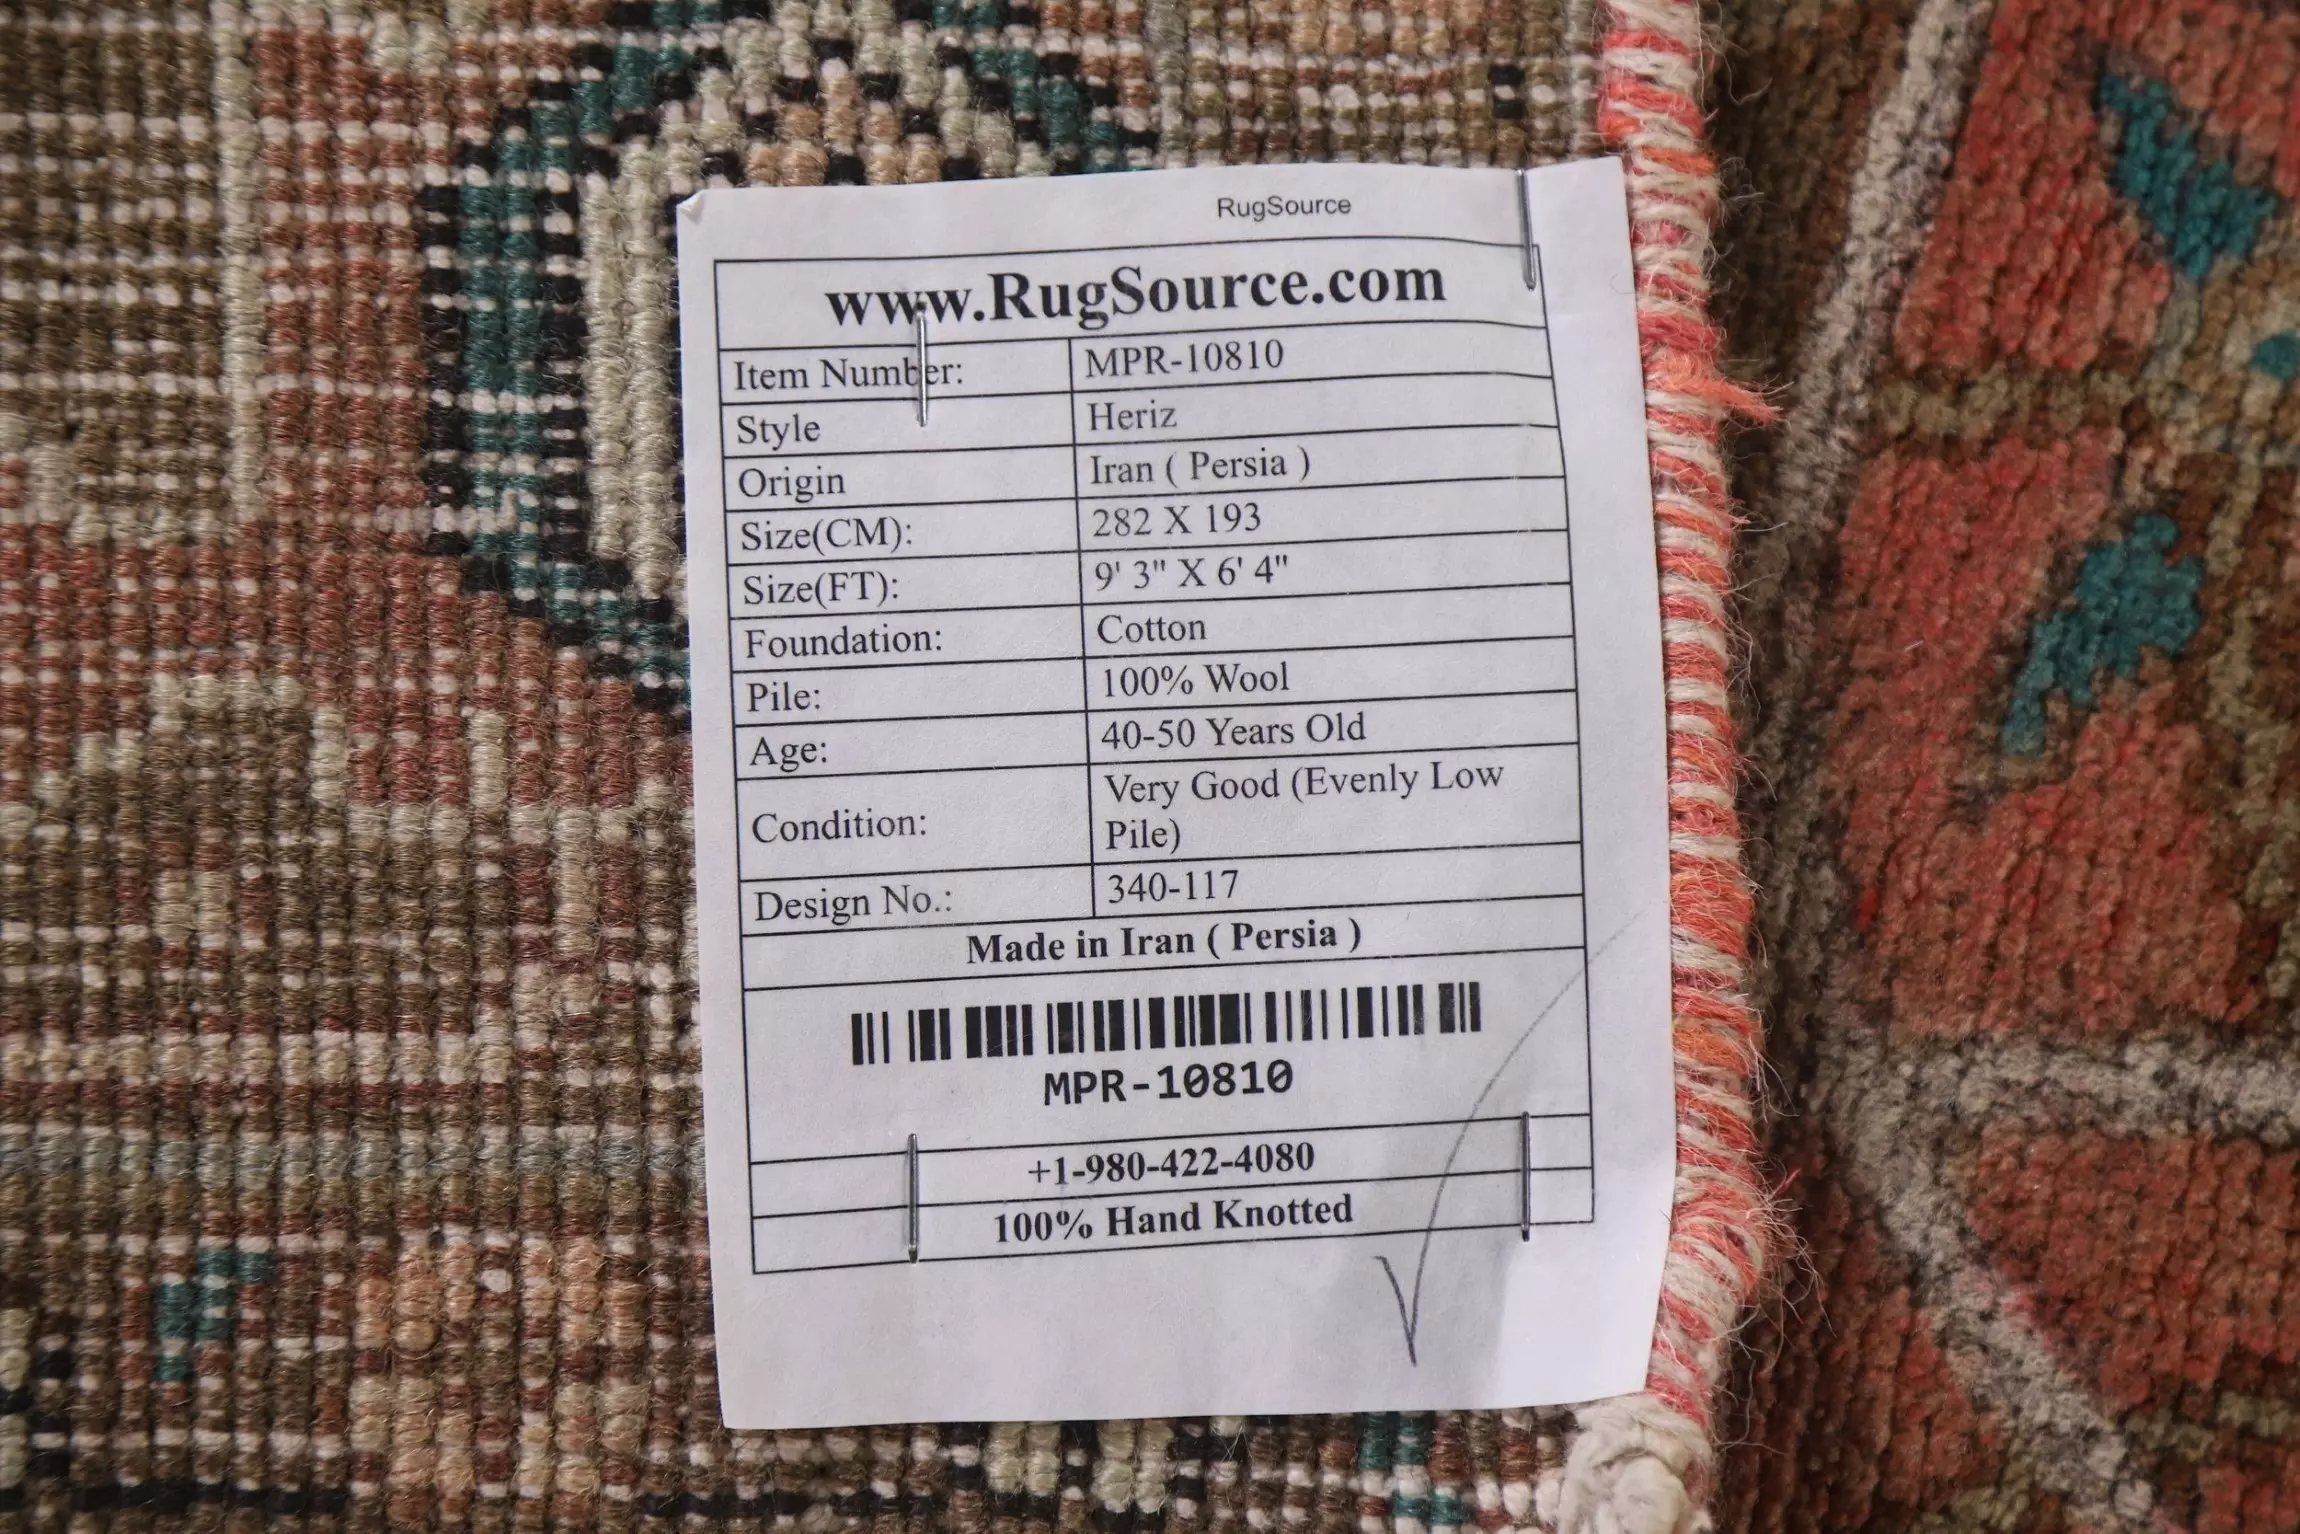 RugSource
www.RugSource.com
Item Number: MPR-10810
Style Heriz
Origin Iran ( Persia )
Size(CM): 282 X 193
Size(FT): 9' 3" X 6' 4"
Foundation: Cotton
Pile: 100% Wool
Age: 40-50 Years Old
Condition: Very Good (Evenly Low
Pile)
Design No.: 340-117
Made in Iran ( Persia )
MPR-10810
+1-980-422-4080
100% Hand Knotted